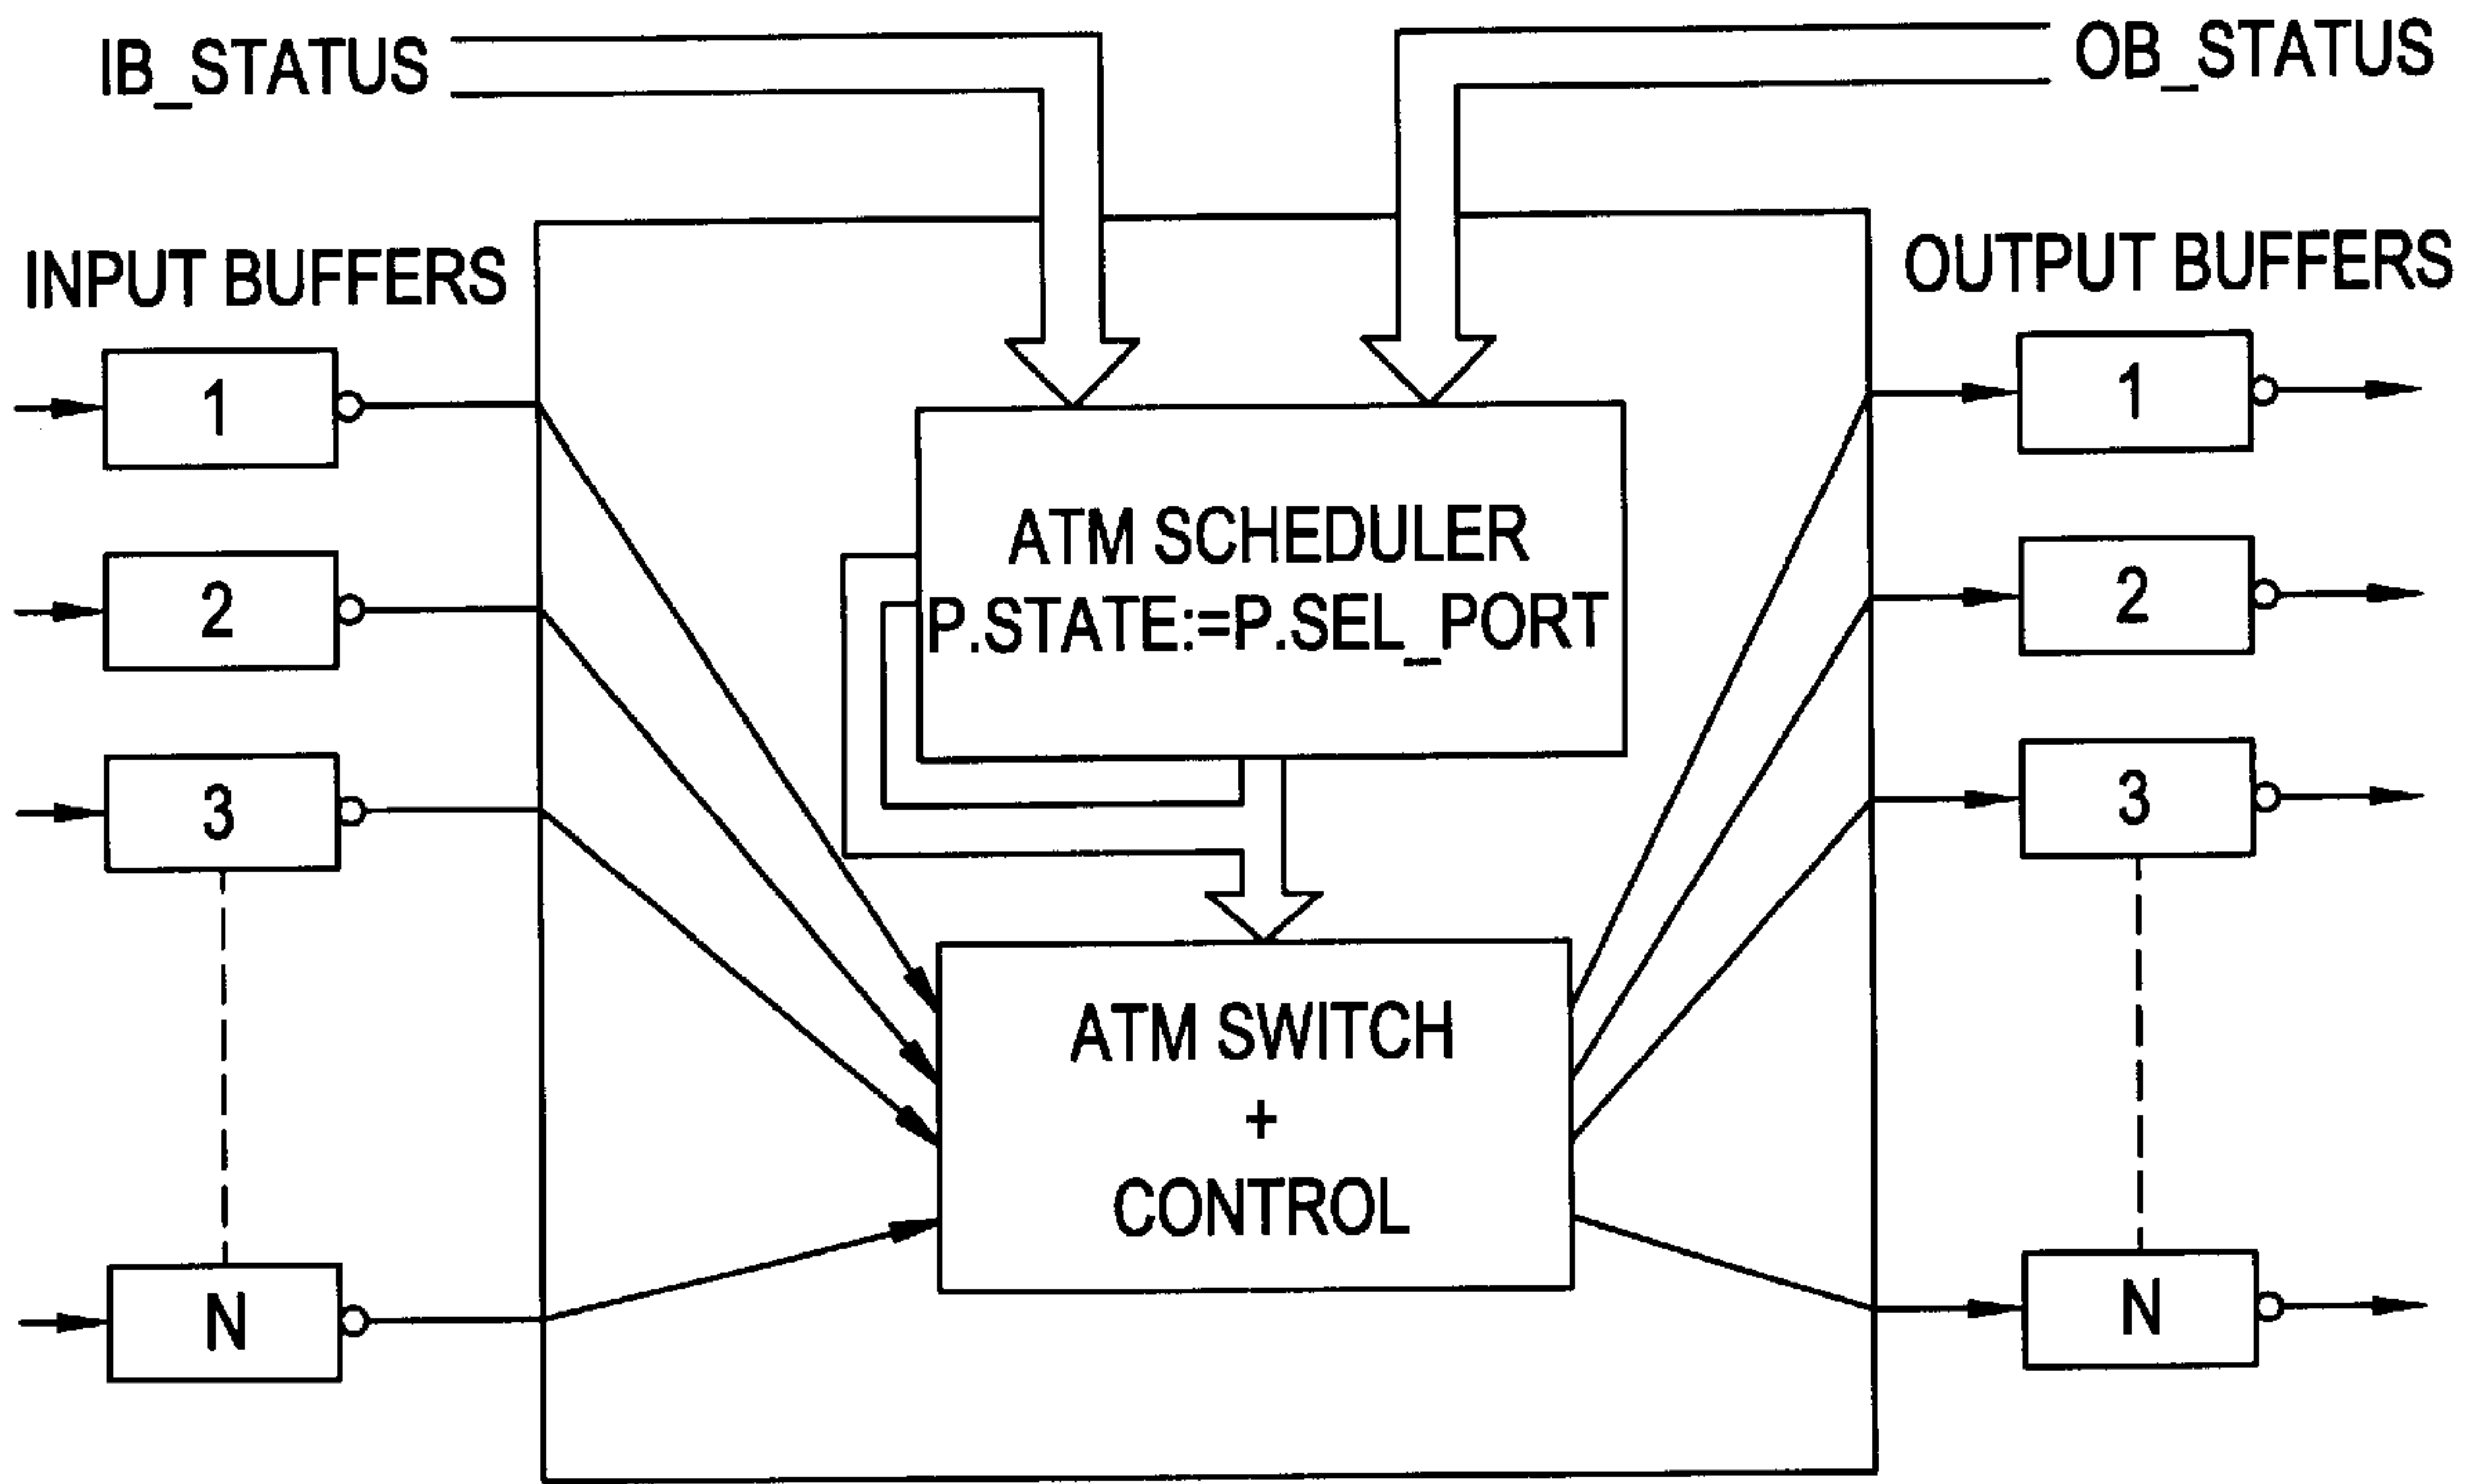 IB_STATUS
OB_STATUS
INPUT BUFFERS
OUTPUT BUFFERS
1
1
ATM SCHEDULER
P.STATE:=P.SEL_PORT
2
2
3
3
ATM SWITCH
+
CONTROL
N
N